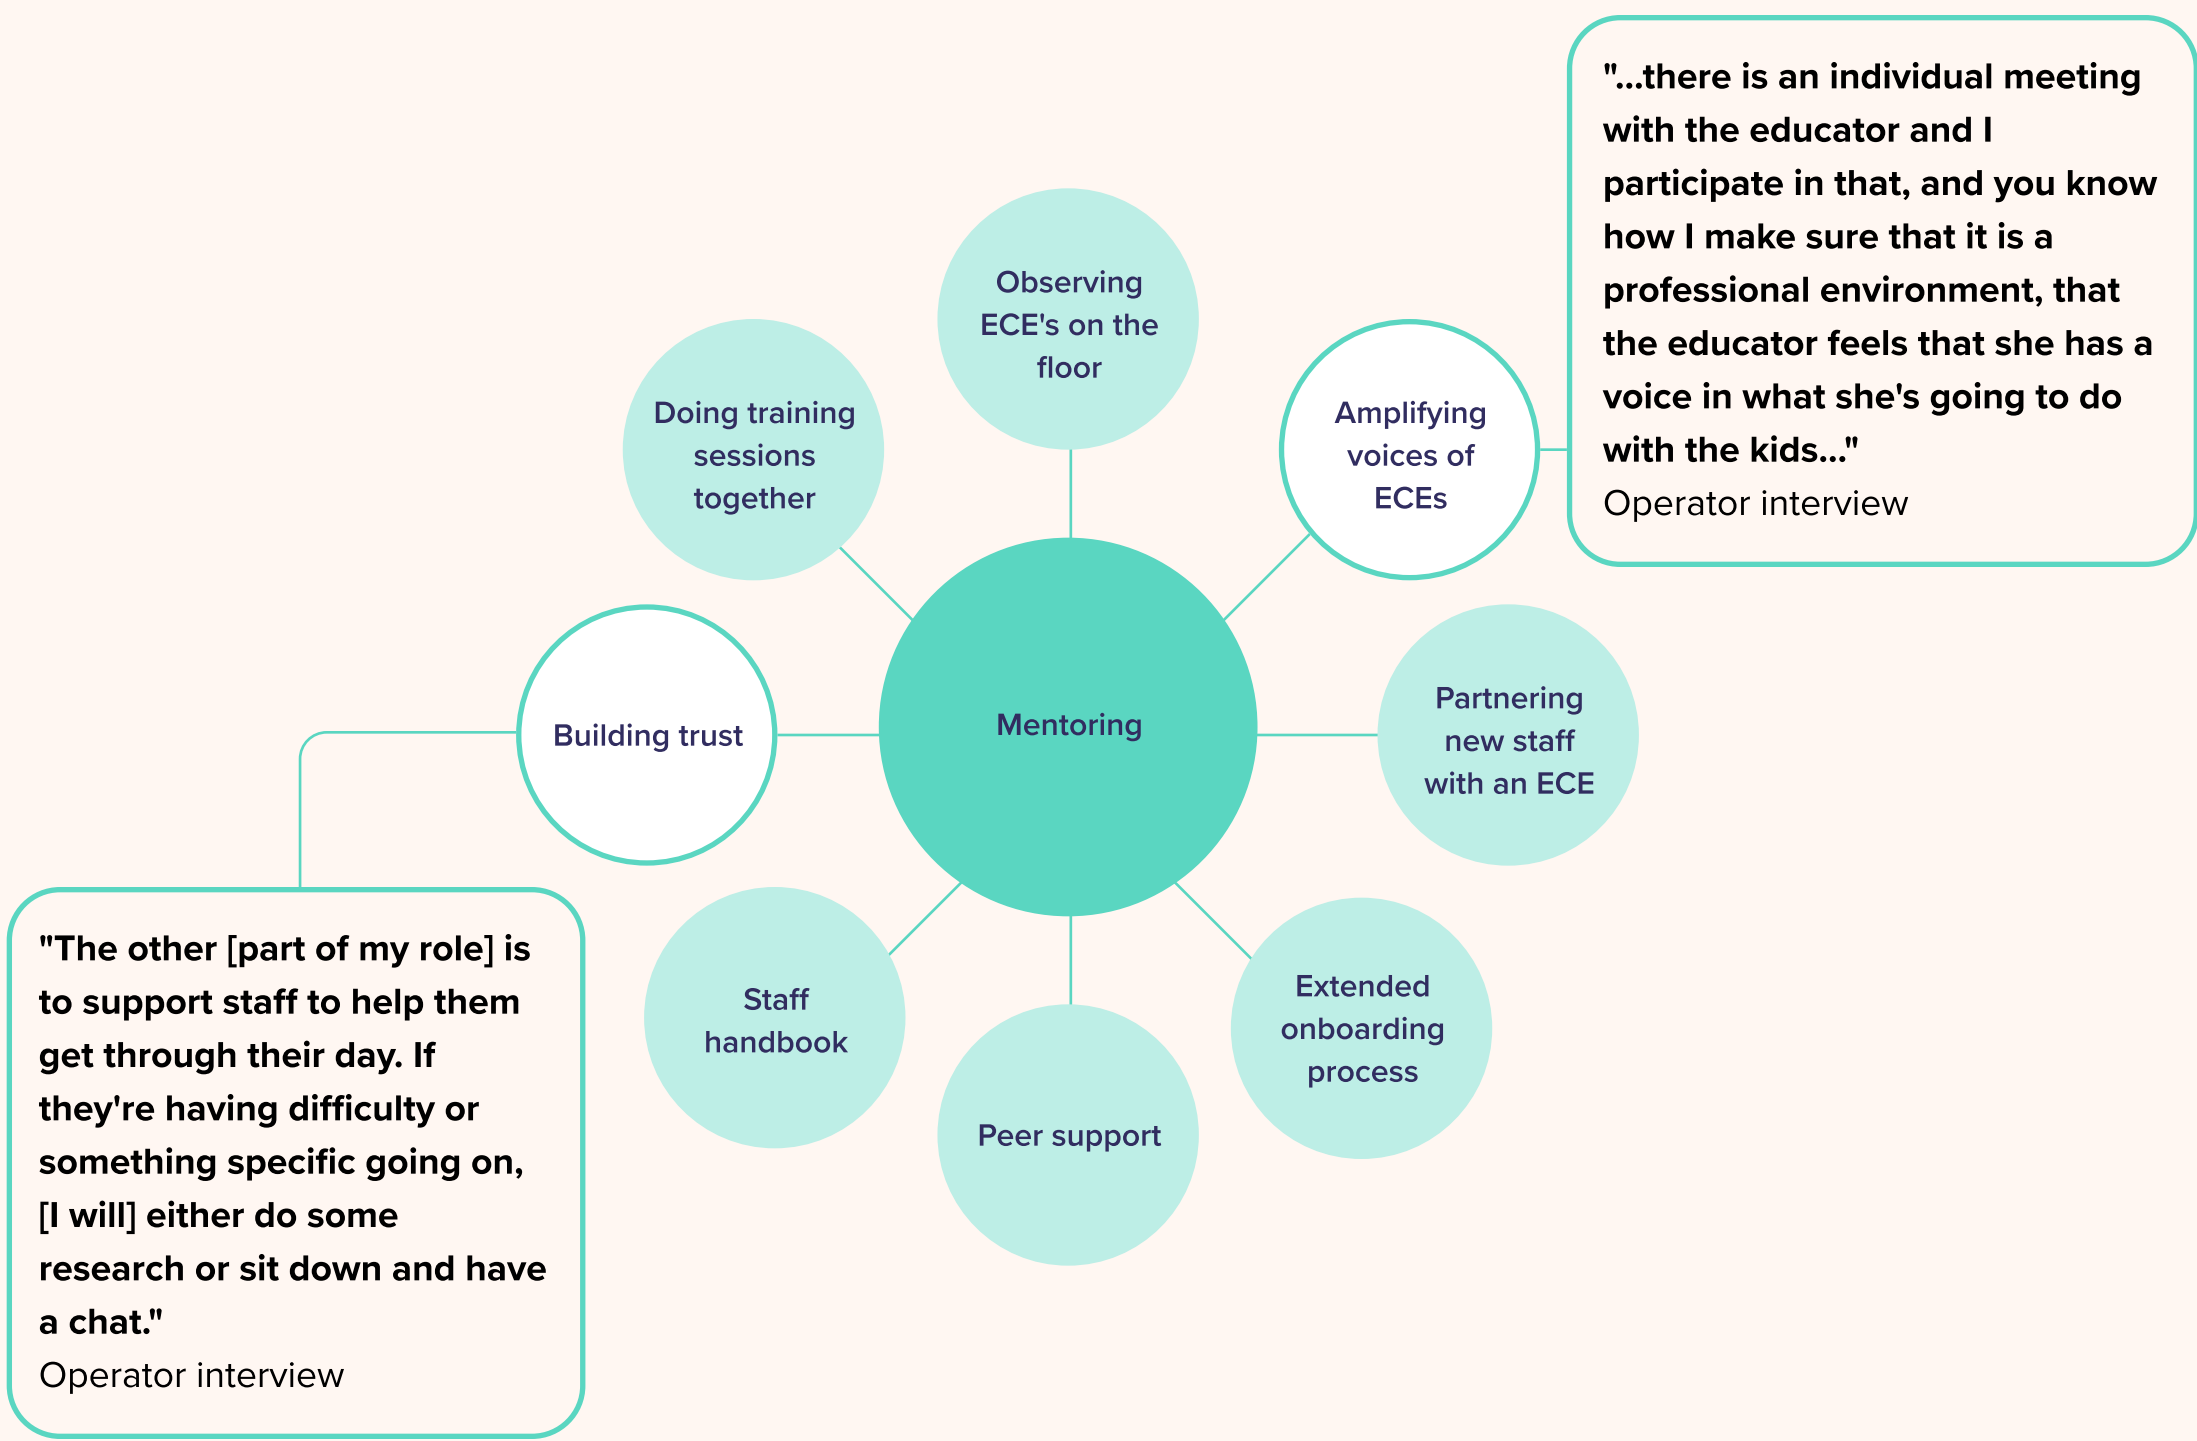 "...there is an individual meeting
with the educator and I
participate in that, and you know
how I make sure that it is a
professional environment, that
the educator feels that she has a
voice in what she's going to do
with the kids..."
Operator interview
Observing
ECE's on the
floor
Doing training
sessions
together
Amplifying
voices of
ECEs
Building trust
Mentoring
Partnering
new staff
with an ECE
Staff
handbook
Peer support
Extended
onboarding
process
"The other [part of my role] is
to support staff to help them
get through their day. If
they're having difficulty or
something specific going on,
[I will] either do some
research or sit down and have
a chat."
Operator interview